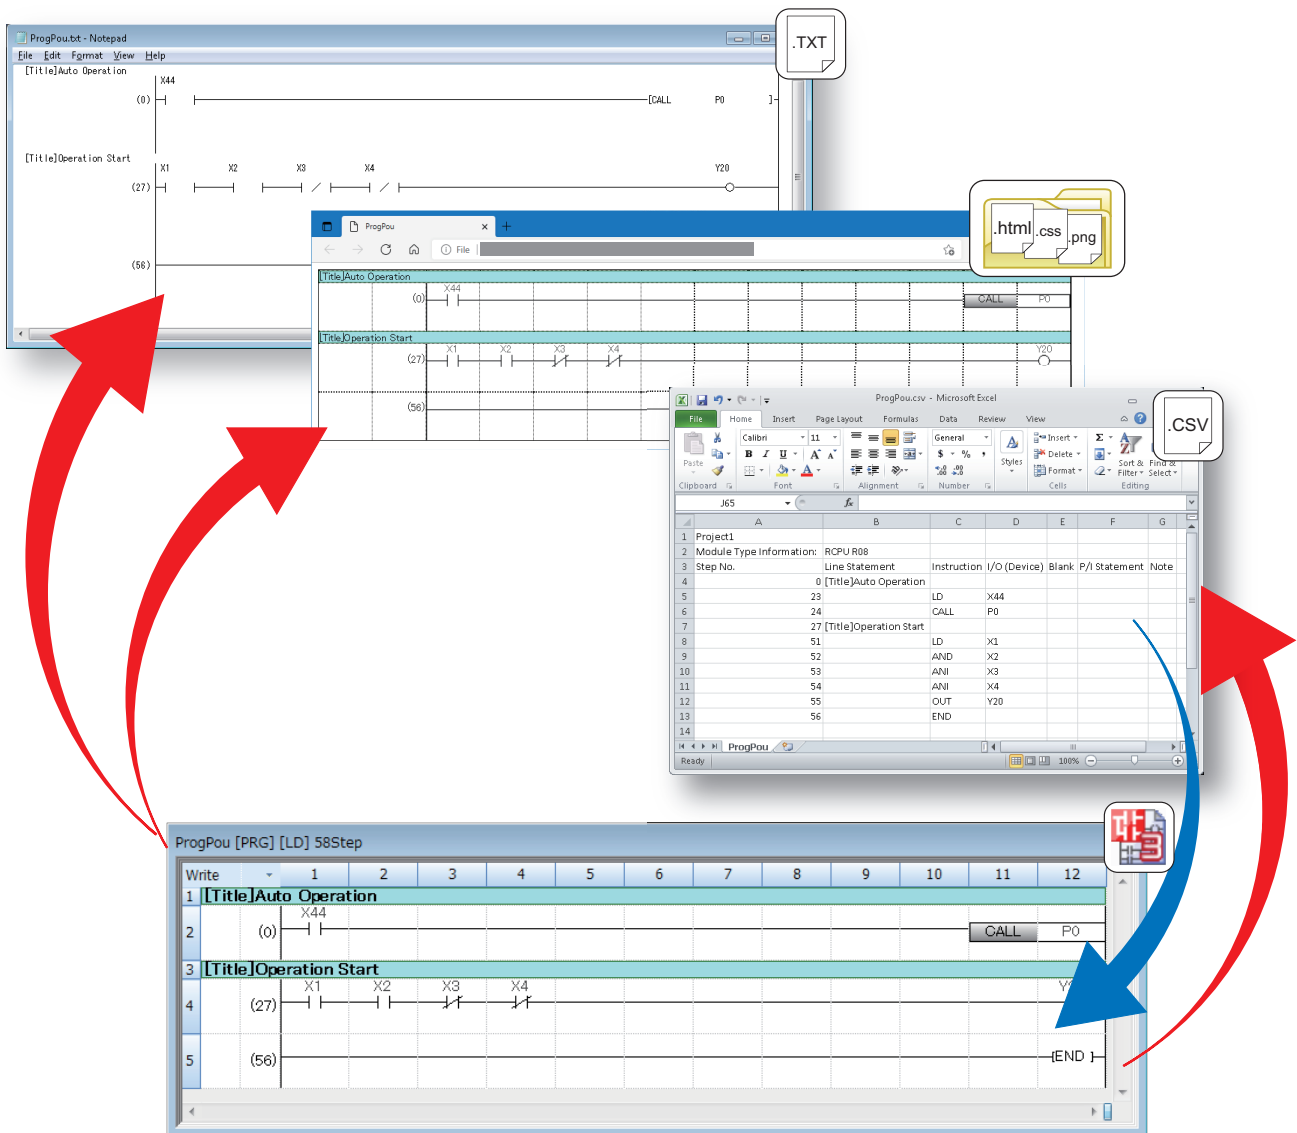 ProgPou.txt - Notepad
.TXT
File Edit Format View Help
[Title]Auto Operation
X44
(0) [CALL P0 ]
[Title]Operation Start
X1 X2 X3 X4 Y20
(27)
(56)
.html .css .png
ProgPou
File
[Title]Auto Operation
X44
(0) CALL P0
[Title]Operation Start
X1 X2 X3 X4 Y20
(27)
(56)
ProgPou.csv - Microsoft Excel
.CSV
File Home Insert Page Layout Formulas Data Review View
Calibri 11 General Insert
Paste B I U A A $ % , Styles Delete Sort & Find &
Format Filter Select
Clipboard Font Alignment Number Cells Editing
J65 fx
A B C D E F G
1 Project1
2 Module Type Information: RCPU R08
3 Step No. Line Statement Instruction I/O (Device) Blank P/I Statement Note
4 0 [Title]Auto Operation
5 23 LD X44
6 24 CALL P0
7 27 [Title]Operation Start
8 51 LD X1
9 52 AND X2
10 53 ANI X3
11 54 ANI X4
12 55 OUT Y20
13 56 END
14
ProgPou
Ready 100%
ProgPou [PRG] [LD] 58Step
Write 1 2 3 4 5 6 7 8 9 10 11 12
1 [Title]Auto Operation
X44
2 (0) CALL P0
3 [Title]Operation Start
X1 X2 X3 X4
4 (27)
5 (56) [END ]